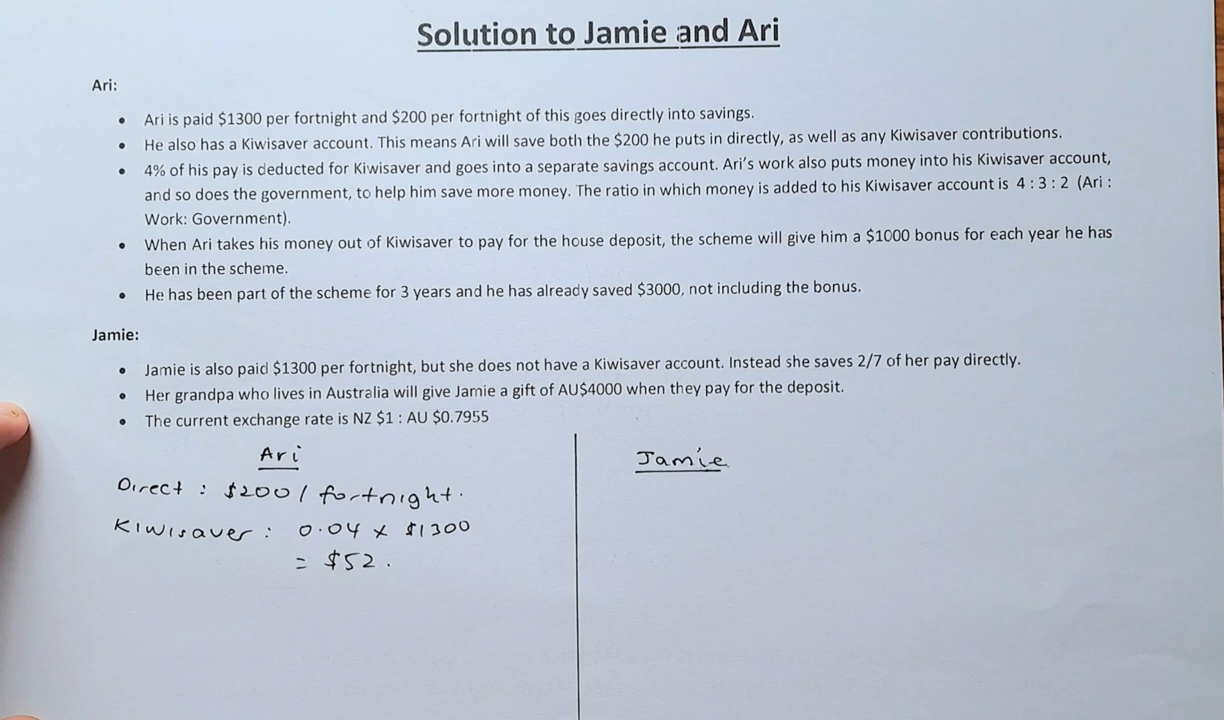 Solution to Jamie and Ari
Ari:
• Ari is paid $1300 per fortnight and $200 per fortnight of this goes directly into savings.
• He also has a Kiwisaver account. This means Ari will save both the $200 he puts in directly, as well as any Kiwisaver contributions.
• 4% of his pay is deducted for Kiwisaver and goes into a separate savings account. Ari's work also puts money into his Kiwisaver account,
and so does the government, to help him save more money. The ratio in which money is added to his Kiwisaver account is 4 : 3 : 2 (Ari :
Work: Government).
• When Ari takes his money out of Kiwisaver to pay for the house deposit, the scheme will give him a $1000 bonus for each year he has
been in the scheme.
• He has been part of the scheme for 3 years and he has already saved $3000, not including the bonus.
Jamie:
• Jamie is also paid $1300 per fortnight, but she does not have a Kiwisaver account. Instead she saves 2/7 of her pay directly.
• Her grandpa who lives in Australia will give Jamie a gift of AU$4000 when they pay for the deposit.
• The current exchange rate is NZ $1 : AU $0.7955
Ari
Direct : $200 / fortnight.
Kiwisaver : 0.04 x $1300
= $52.
Jamie